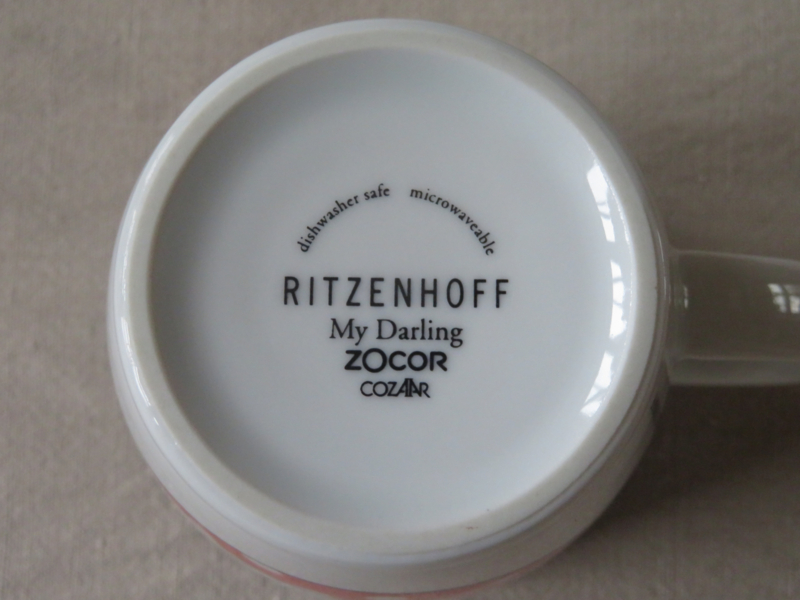 dishwasher safe microwaveable
RITZENHOFF
My Darling
ZOCOR
COZAAR